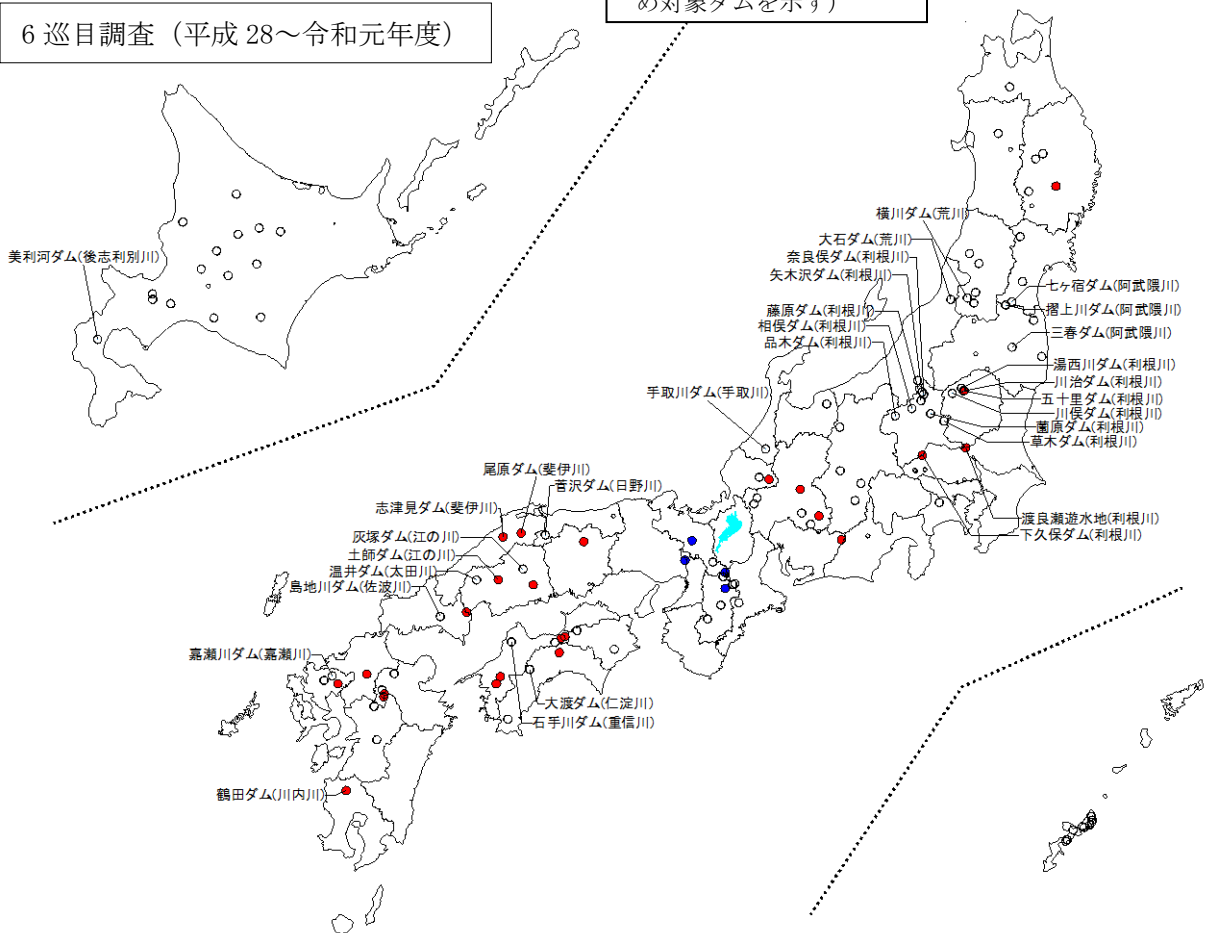 め対象ダムを示す）
6 巡目調査（平成 28～令和元年度）
美利河ダム(後志利別川)
横川ダム(荒川)
大石ダム(荒川)
奈良俣ダム(利根川)
矢木沢ダム(利根川)
藤原ダム(利根川)
相俣ダム(利根川)
品木ダム(利根川)
七ヶ宿ダム(阿武隈川)
摺上川ダム(阿武隈川)
三春ダム(阿武隈川)
湯西川ダム(利根川)
川治ダム(利根川)
五十里ダム(利根川)
川俣ダム(利根川)
薗原ダム(利根川)
草木ダム(利根川)
渡良瀬遊水地(利根川)
下久保ダム(利根川)
手取川ダム(手取川)
尾原ダム(斐伊川)
菅沢ダム(日野川)
志津見ダム(斐伊川)
灰塚ダム(江の川)
土師ダム(江の川)
温井ダム(太田川)
島地川ダム(佐波川)
嘉瀬川ダム(嘉瀬川)
大渡ダム(仁淀川)
石手川ダム(重信川)
鶴田ダム(川内川)